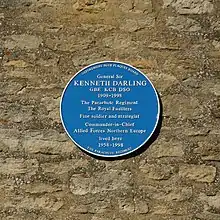 General Sir
KENNETH DARLING
GBE KCB DSO
1909-1998
The Parachute Regiment
The Royal Fusiliers
Fine soldier and strategist
Commander-in-Chief
Allied Forces Northern Europe
lived here
1954-1998